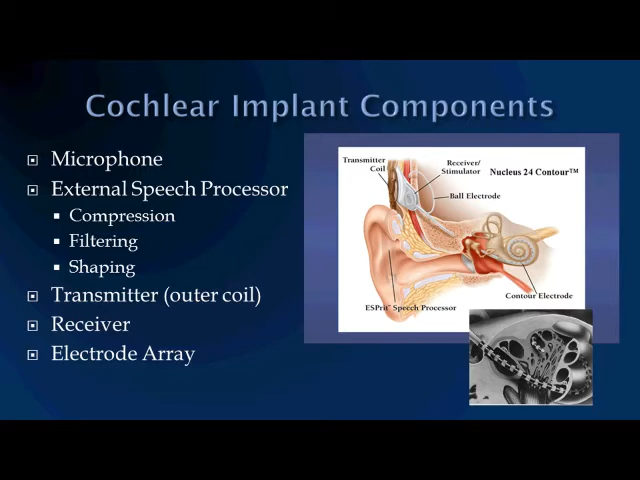 Cochlear Implant Components
Microphone
External Speech Processor
Compression
Filtering
Shaping
Transmitter (outer coil)
Receiver
Electrode Array
Transmitter
Coil
Receiver/
Stimulator
Nucleus 24 Contour™
Ball Electrode
Contour Electrode
ESPrit™ Speech Processor